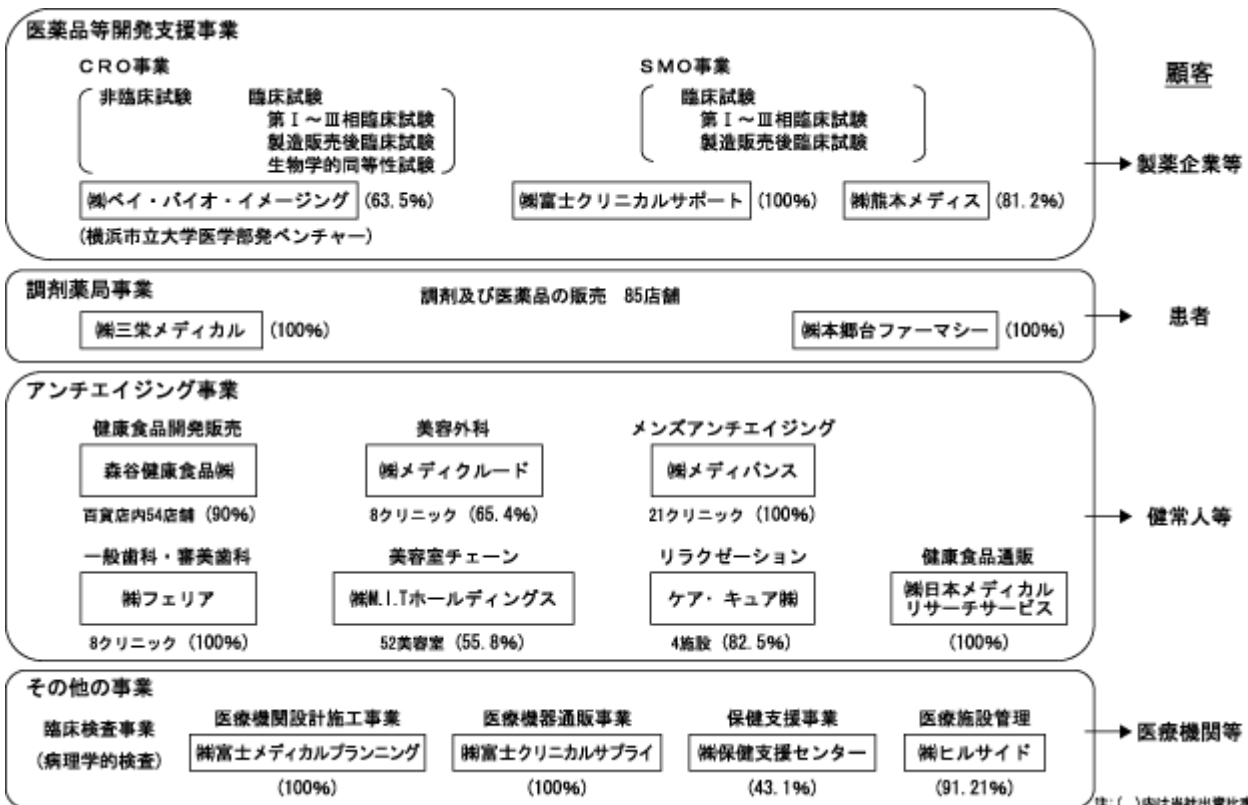 医薬品等開発支援事業
CRO事業 SMO事業 顧客
非臨床試験 臨床試験 臨床試験
第Ⅰ～Ⅲ相臨床試験 第Ⅰ～Ⅲ相臨床試験
製造販売後臨床試験 製造販売後臨床試験
生物学的同等性試験
製薬企業等
㈱ベイ・バイオ・イメージング (63.5%) ㈱富士クリニカルサポート (100%) ㈱熊本メディス (81.2%)
(横浜市立大学医学部発ベンチャー)
調剤薬局事業 調剤及び医薬品の販売 85店舗
患者
㈱三栄メディカル (100%) ㈱本郷台ファーマシー (100%)
アンチエイジング事業
健康食品開発販売 美容外科 メンズアンチエイジング
森谷健康食品㈱ ㈱メディクルード ㈱メディバンス
百貨店内54店舗 (90%) 8クリニック (65.4%) 21クリニック (100%)
健常人等
一般歯科・審美歯科 美容室チェーン リラクゼーション 健康食品通販
㈱フェリア ㈱M.I.Tホールディングス ケア・キュア㈱ ㈱日本メディカル
リサーチサービス
8クリニック (100%) 52美容室 (55.8%) 4施設 (82.5%) (100%)
その他の事業
臨床検査事業 医療機関設計施工事業 医療機器通販事業 保健支援事業 医療施設管理
医療機関等
(病理学的検査) ㈱富士メディカルプランニング ㈱富士クリニカルサプライ ㈱保健支援センター ㈱ヒルサイド
(100%) (100%) (43.1%) (91.21%)